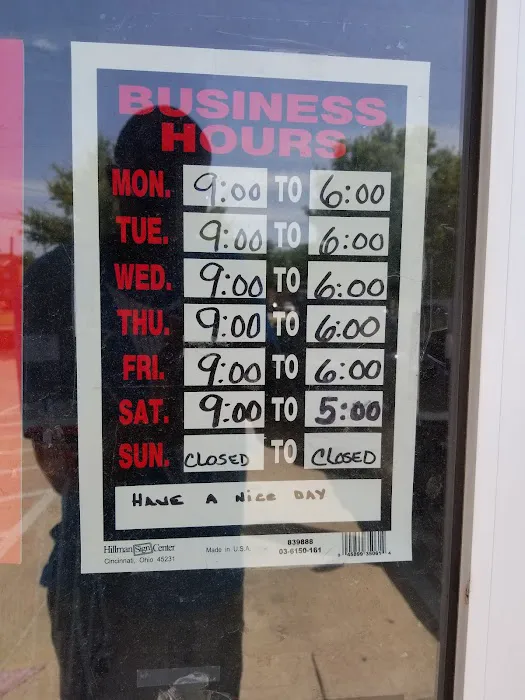 BUSINESS
HOURS
MON. 9:00 TO 6:00
TUE. 9:00 TO 6:00
WED. 9:00 TO 6:00
THU. 9:00 TO 6:00
FRI. 9:00 TO 6:00
SAT. 9:00 TO 5:00
SUN. CLOSED TO CLOSED
HAVE A NICE DAY
Hillman Sign Center Made in U.S.A. 839888
Cincinnati, Ohio 45231 03-6150-161